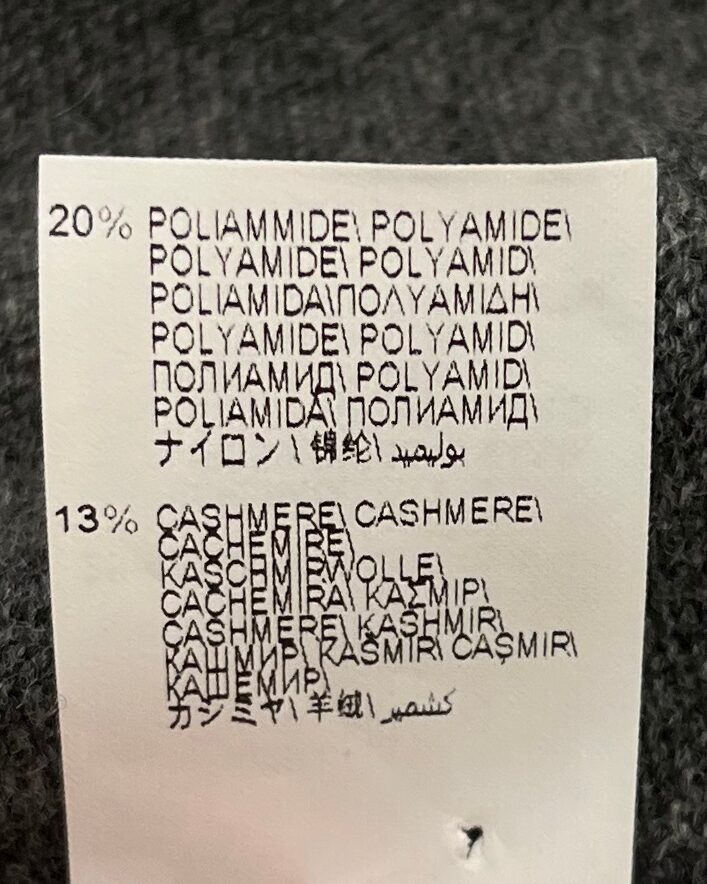 20% POLIAMMIDE\ POLYAMIDE\
POLYAMIDE\ POLYAMID\
POLIAMIDA\ΠΟΛΥΑΜΙΔΗ\
POLYAMIDE\ POLYAMID\
ПОЛИАМИД\ POLYAMID\
POLIAMIDĂ\ ПОЛИАМИД\
ナイロン\ 锦纶\ بوليميد
13% CASHMERE\ CASHMERE\
CACHEMIRE\
KASCHMIRWOLLE\
CACHEMIRA\ ΚΑΣΜΙΡ\
CASHMERE\ KASHMIR\
КАШМИР\ KAŠMIR\ CAŞMIR\
КАШЕМИР\
カシミヤ\ 羊绒\ كشمير